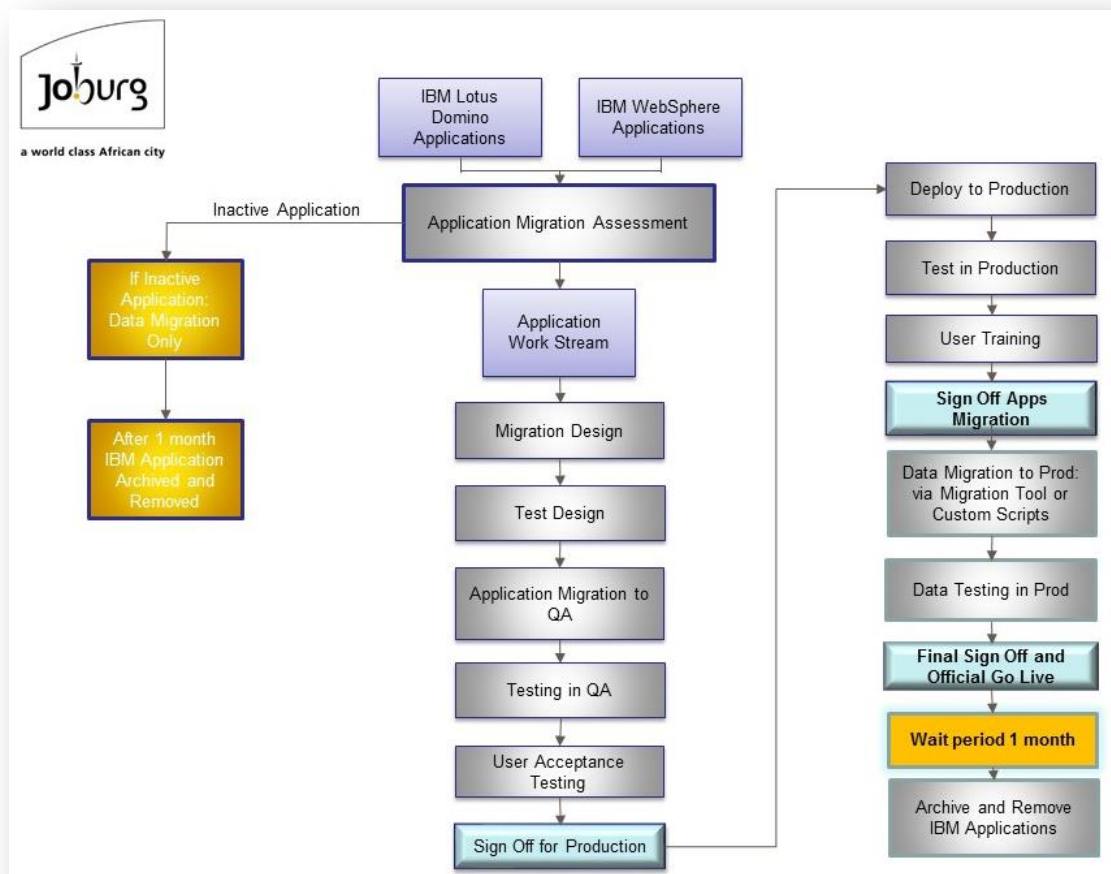 Joburg
a world class African city
IBM Lotus
Domino
Applications
IBM WebSphere
Applications
Application Migration Assessment
Inactive Application
If Inactive
Application:
Data Migration
Only
After 1 month
IBM Application
Archived and
Removed
Application
Work Stream
Migration Design
Test Design
Application Migration to
QA
Testing in QA
User Acceptance
Testing
Sign Off for Production
Deploy to Production
Test in Production
User Training
Sign Off Apps
Migration
Data Migration to Prod:
via Migration Tool or
Custom Scripts
Data Testing in Prod
Final Sign Off and
Official Go Live
Wait period 1 month
Archive and Remove
IBM Applications